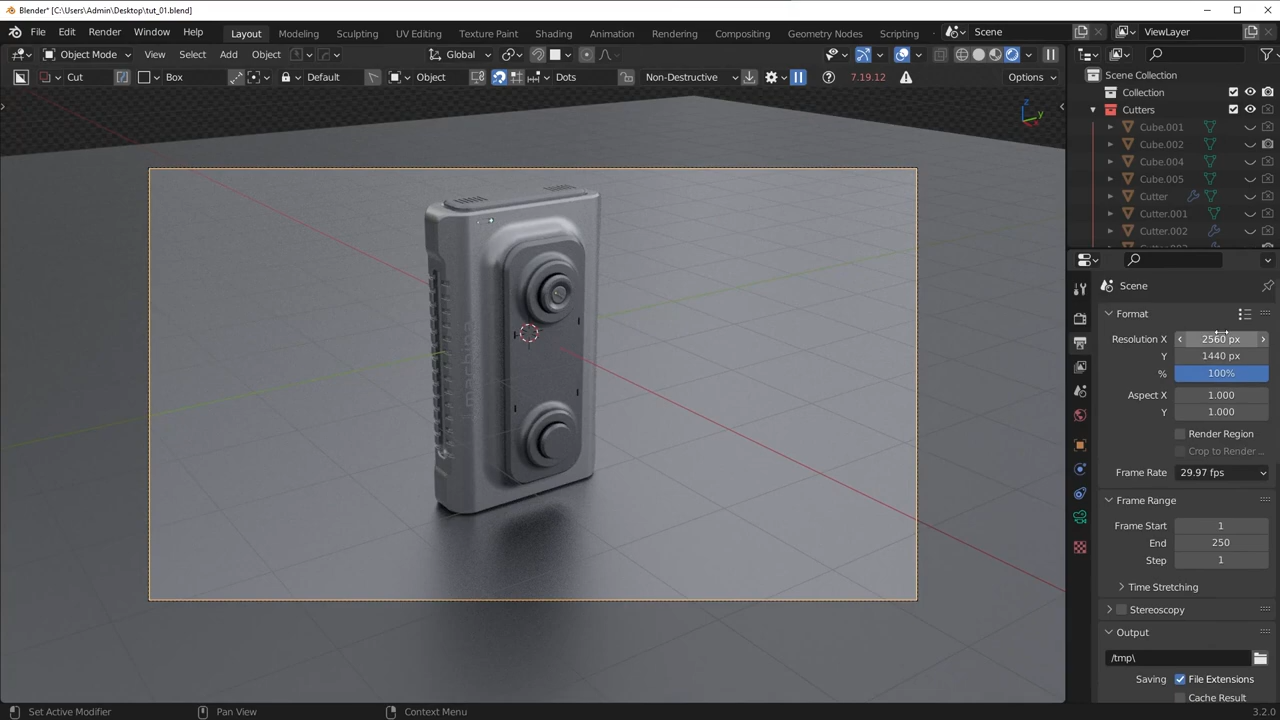 Blender* [C:\Users\Admin\Desktop\tut_01.blend]
File Edit Render Window Help Layout Modeling Sculpting UV Editing Texture Paint Shading Animation Rendering Compositing Geometry Nodes Scripting Scene ViewLayer
Object Mode View Select Add Object Global
Cut Box Default Object Dots Non-Destructive 7.19.12 Options
Scene Collection
Collection
Cutters
Cube.001
Cube.002
Cube.004
Cube.005
Cutter
Cutter.001
Cutter.002
Z
Y
Scene
Format
Resolution X 2560 px
Y 1440 px
% 100%
Aspect X 1.000
Y 1.000
Render Region
Crop to Render ...
Frame Rate 29.97 fps
Frame Range
Frame Start 1
End 250
Step 1
Time Stretching
Stereoscopy
Output
/tmp\
Saving File Extensions
Cache Result
Set Active Modifier Pan View Context Menu 3.2.0